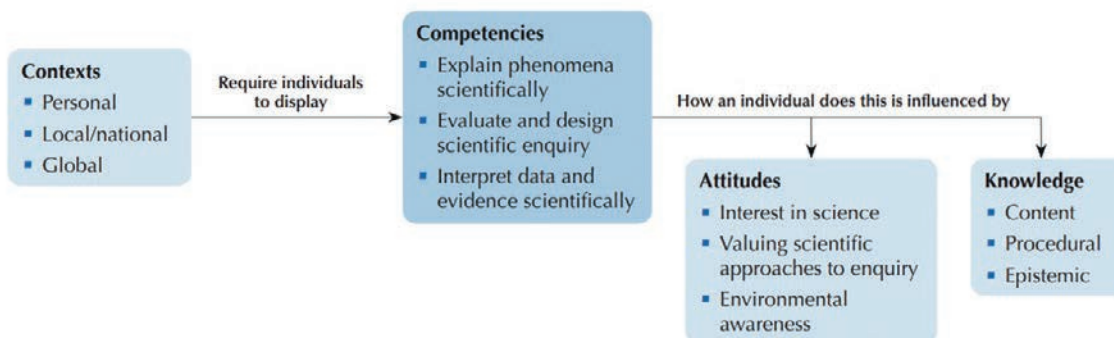 Contexts
▪ Personal
▪ Local/national
▪ Global
Require individuals
to display
Competencies
▪ Explain phenomena
scientifically
▪ Evaluate and design
scientific enquiry
▪ Interpret data and
evidence scientifically
How an individual does this is influenced by
Attitudes
▪ Interest in science
▪ Valuing scientific
approaches to enquiry
▪ Environmental
awareness
Knowledge
▪ Content
▪ Procedural
▪ Epistemic